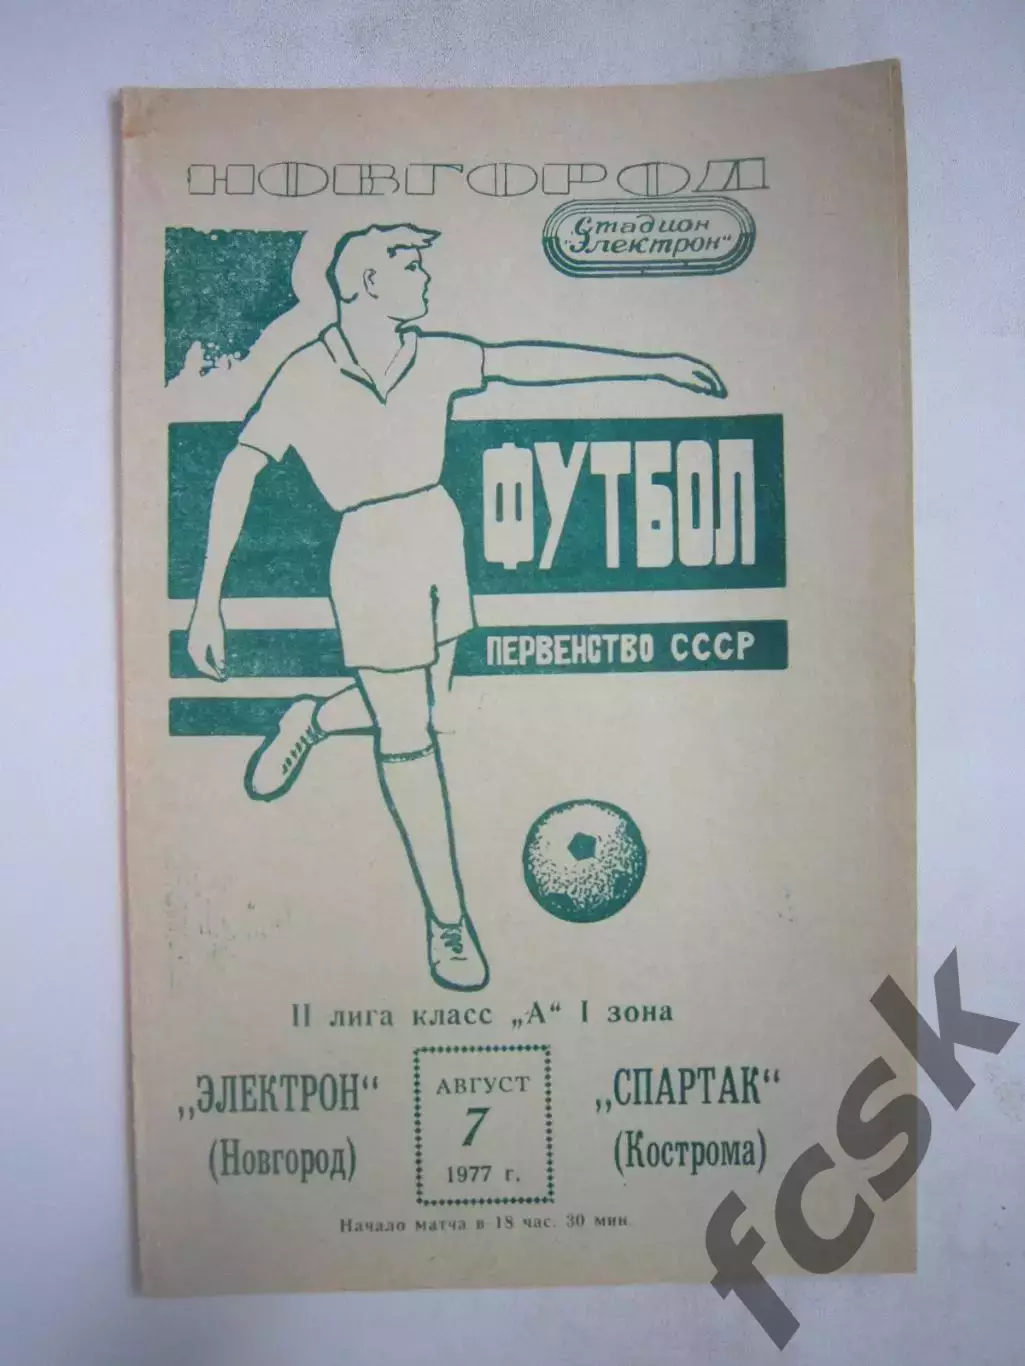 НОВГОРОД
Стадион
„Электрон"
ФУТБОЛ
ПЕРВЕНСТВО СССР
II лига класс „А" I зона
„ЭЛЕКТРОН"
(Новгород)
АВГУСТ
7
1977 г.
„СПАРТАК"
(Кострома)
Начало матча в 18 час. 30 мин.
fcsk